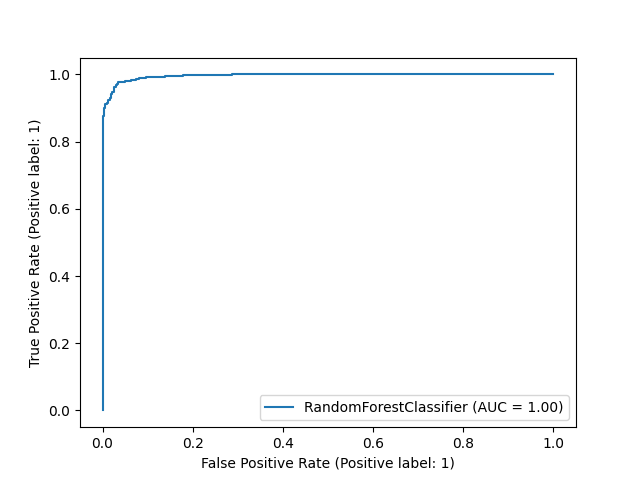 1.0
0.8
0.6
0.4
0.2
0.0
True Positive Rate (Positive label: 1)
RandomForestClassifier (AUC = 1.00)
0.0 0.2 0.4 0.6 0.8 1.0
False Positive Rate (Positive label: 1)